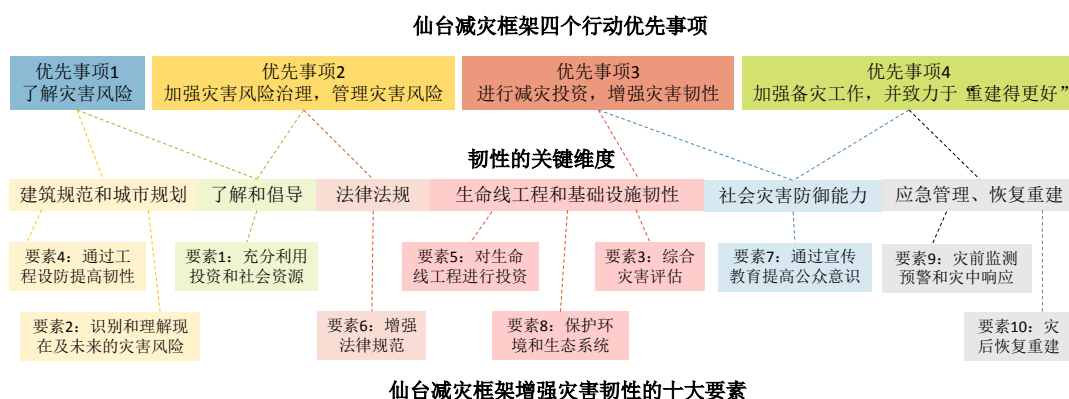 仙台减灾框架四个行动优先事项
优先事项1
了解灾害风险
优先事项2
加强灾害风险治理，管理灾害风险
优先事项3
进行减灾投资，增强灾害韧性
优先事项4
加强备灾工作，并致力于“重建得更好”
韧性的关键维度
建筑规范和城市规划
了解和倡导
法律法规
生命线工程和基础设施韧性
社会灾害防御能力
应急管理、恢复重建
要素4：通过工
程设防提高韧性
要素1：充分利用
投资和社会资源
要素5：对生命
线工程进行投资
要素3：综合
灾害评估
要素7：通过宣传
教育提高公众意识
要素9：灾前监测
预警和灾中响应
要素2：识别和理解现
在及未来的灾害风险
要素6：增强
法律规范
要素8：保护环
境和生态系统
要素10：灾
后恢复重建
仙台减灾框架增强灾害韧性的十大要素